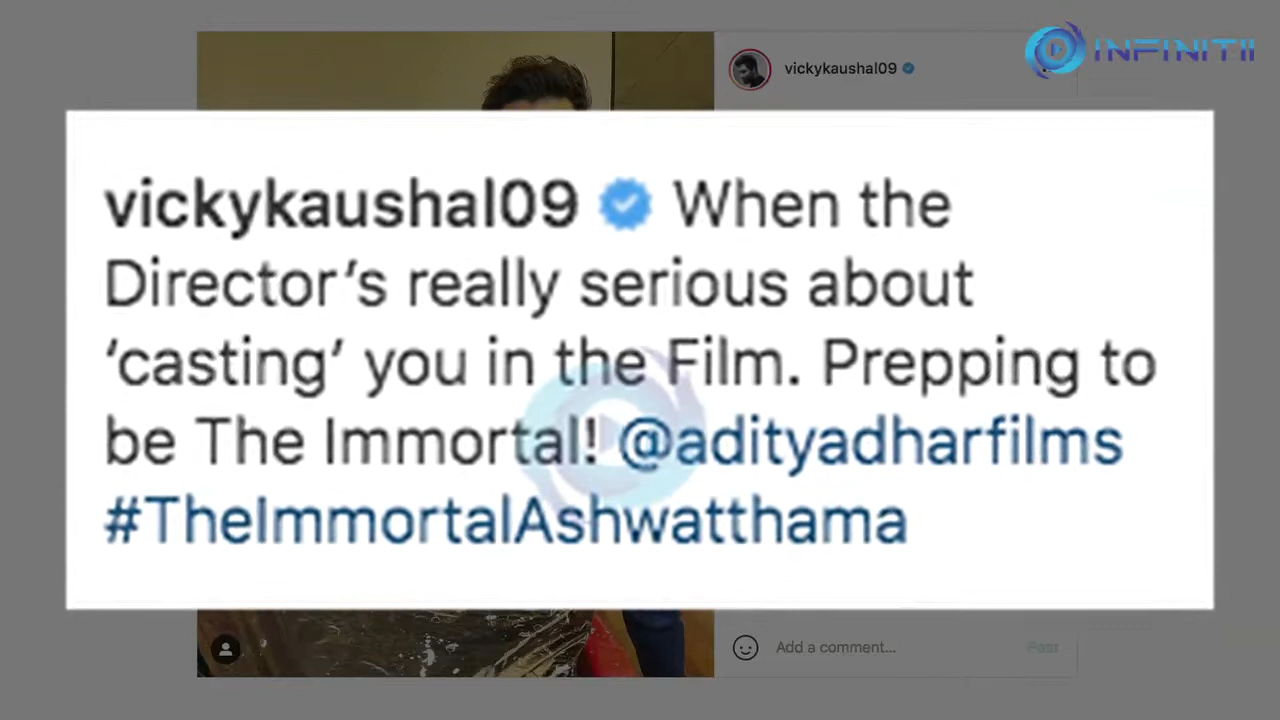 INFINITII
vickykaushal09
vickykaushal09 When the
Director’s really serious about
‘casting’ you in the Film. Prepping to
be The Immortal! @adityadharfilms
#TheImmortalAshwatthama
Add a comment...
Post